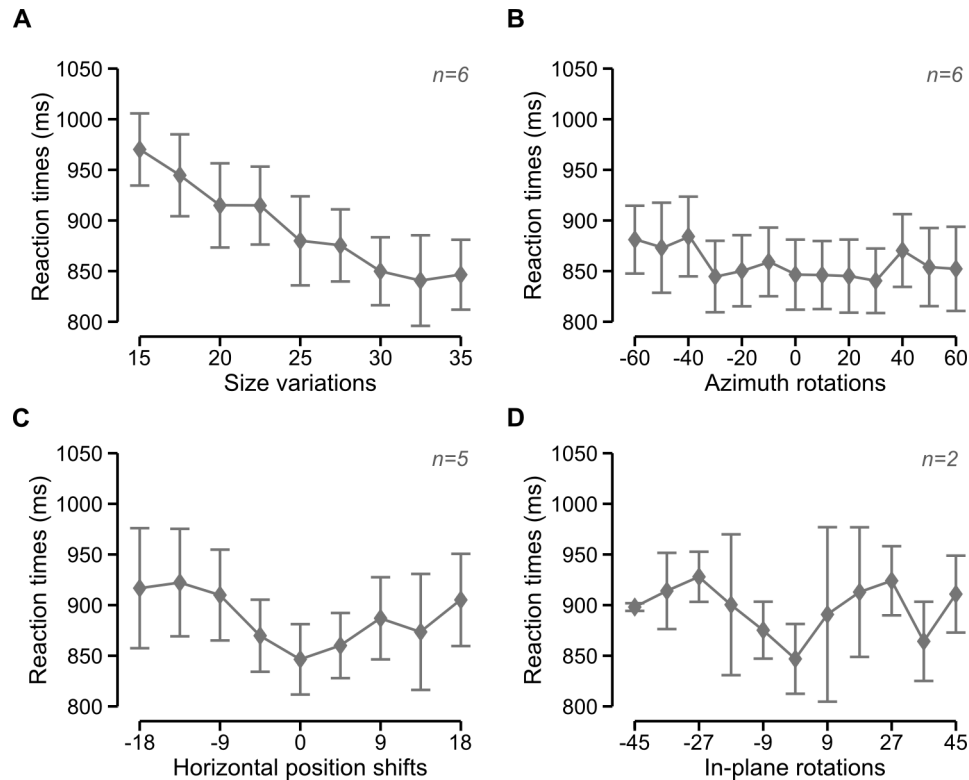 A
n=6
Reaction times (ms)
1050
1000
950
900
850
800
15 20 25 30 35
Size variations
B
n=6
Reaction times (ms)
1050
1000
950
900
850
800
-60 -40 -20 0 20 40 60
Azimuth rotations
C
n=5
Reaction times (ms)
1050
1000
950
900
850
800
-18 -9 0 9 18
Horizontal position shifts
D
n=2
Reaction times (ms)
1050
1000
950
900
850
800
-45 -27 -9 9 27 45
In-plane rotations